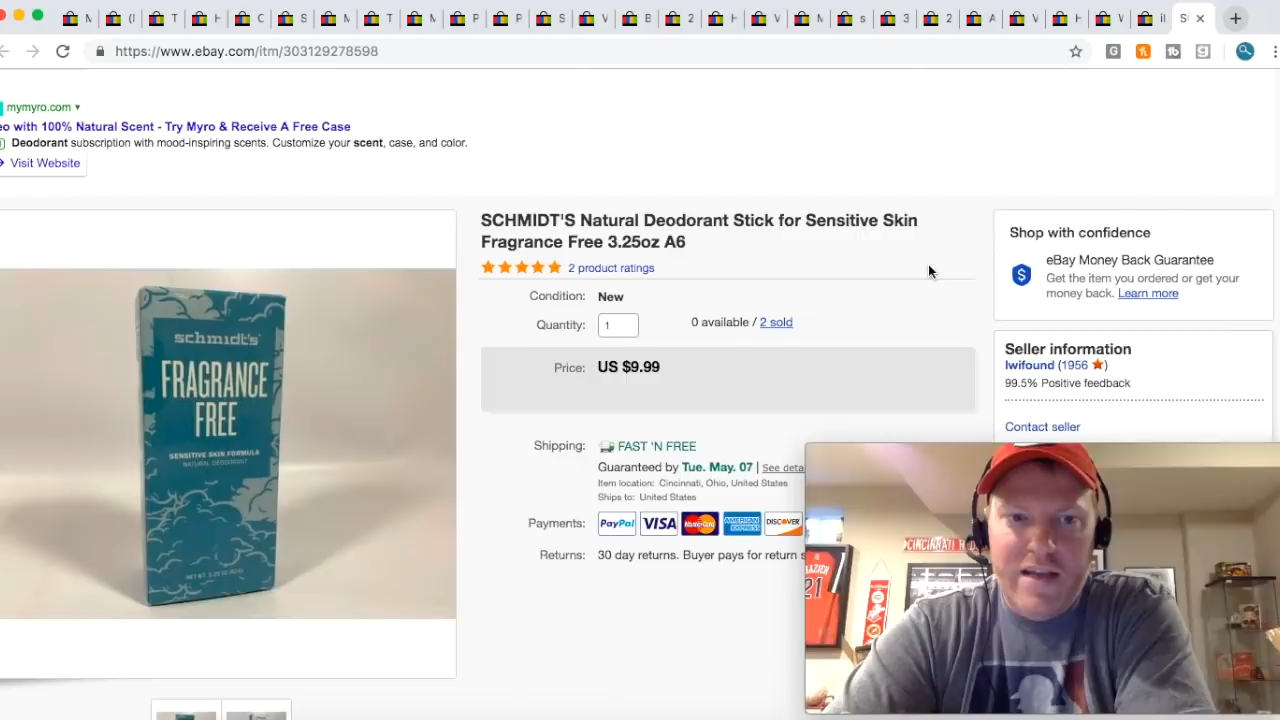 https://www.ebay.com/itm/303129278598
mymyro.com
eo with 100% Natural Scent - Try Myro & Receive A Free Case
Deodorant subscription with mood-inspiring scents. Customize your scent, case, and color.
Visit Website
schmidt's
FRAGRANCE
FREE
SENSITIVE SKIN FORMULA
NATURAL DEODORANT
SCHMIDT'S Natural Deodorant Stick for Sensitive Skin
Fragrance Free 3.25oz A6
2 product ratings
Condition: New
Quantity: 1 0 available / 2 sold
Price: US $9.99
Shipping: FAST 'N FREE
Guaranteed by Tue. May. 07 | See deta
Item location: Cincinnati, Ohio, United States
Ships to: United States
Payments: PayPal VISA MasterCard AMERICAN EXPRESS DISCOVER
Returns: 30 day returns. Buyer pays for return s
Shop with confidence
eBay Money Back Guarantee
Get the item you ordered or get your
money back. Learn more
Seller information
lwifound (1956)
99.5% Positive feedback
Contact seller
CINCINNATI
21